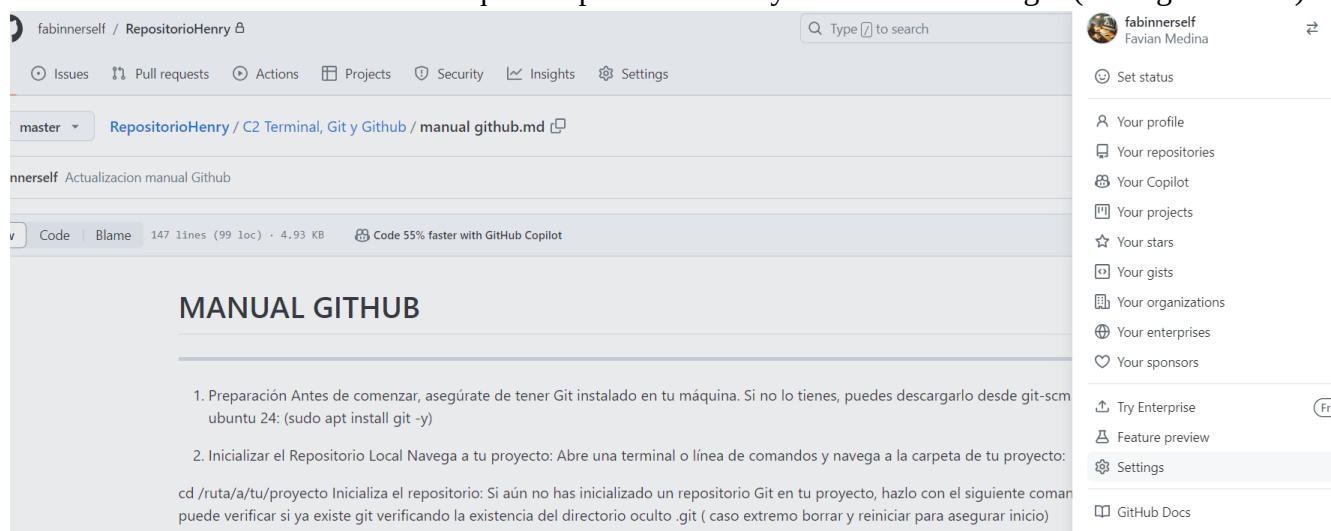 fabinnerself / RepositorioHenry
Type / to search
fabinnerself
Favian Medina
Issues
Pull requests
Actions
Projects
Security
Insights
Settings
Set status
master
RepositorioHenry / C2 Terminal, Git y Github / manual github.md
Your profile
Your repositories
Actualizacion manual Github
Your Copilot
Your projects
Code
Blame
147 lines (99 loc) · 4.93 KB
Code 55% faster with GitHub Copilot
Your stars
Your gists
MANUAL GITHUB
Your organizations
Your enterprises
Your sponsors
1. Preparación Antes de comenzar, asegúrate de tener Git instalado en tu máquina. Si no lo tienes, puedes descargarlo desde git-scm
ubuntu 24: (sudo apt install git -y)
Try Enterprise
Feature preview
2. Inicializar el Repositorio Local Navega a tu proyecto: Abre una terminal o línea de comandos y navega a la carpeta de tu proyecto:
Settings
cd /ruta/a/tu/proyecto Inicializa el repositorio: Si aún no has inicializado un repositorio Git en tu proyecto, hazlo con el siguiente coman
puede verificar si ya existe git verificando la existencia del directorio oculto .git ( caso extremo borrar y reiniciar para asegurar inicio)
GitHub Docs